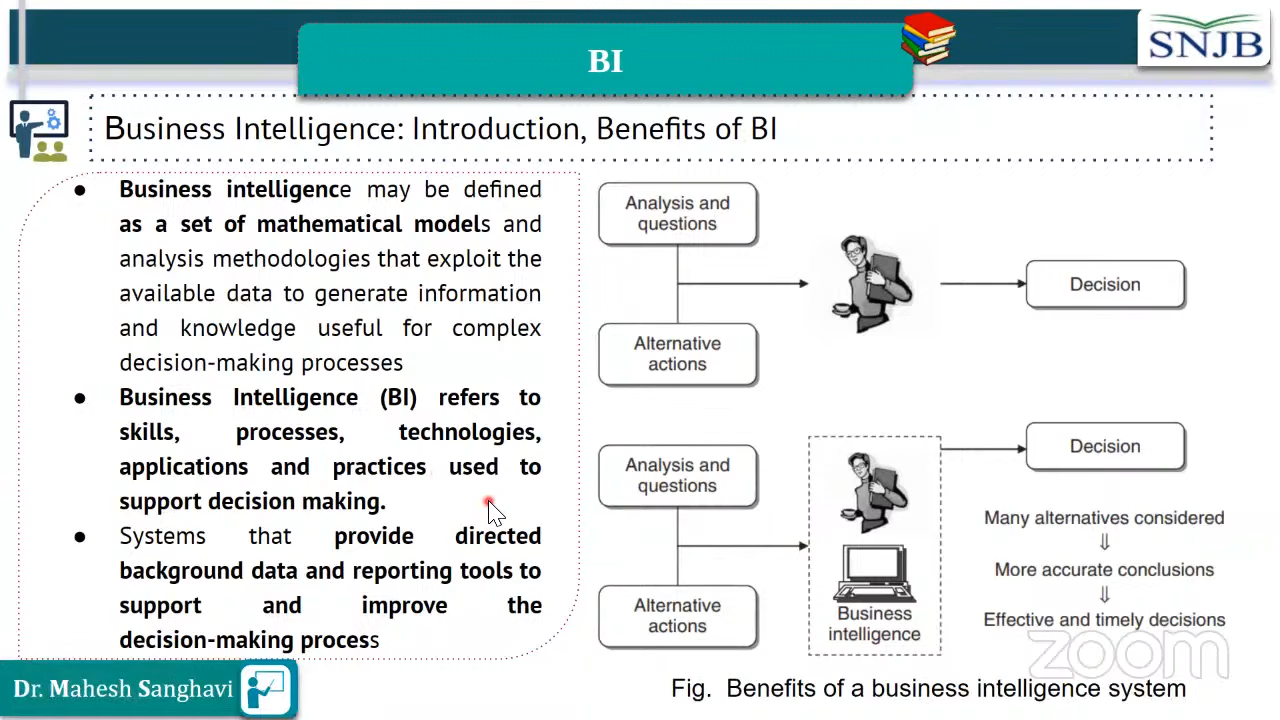 BI
SNJB
Business Intelligence: Introduction, Benefits of BI
● Business intelligence may be defined
as a set of mathematical models and
analysis methodologies that exploit the
available data to generate information
and knowledge useful for complex
decision-making processes
● Business Intelligence (BI) refers to
skills, processes, technologies,
applications and practices used to
support decision making.
● Systems that provide directed
background data and reporting tools to
support and improve the
decision-making process
Analysis and
questions
Alternative
actions
Decision
Analysis and
questions
Alternative
actions
Business
intelligence
Decision
Many alternatives considered
⇓
More accurate conclusions
⇓
Effective and timely decisions
zoom
Fig. Benefits of a business intelligence system
Dr. Mahesh Sanghavi